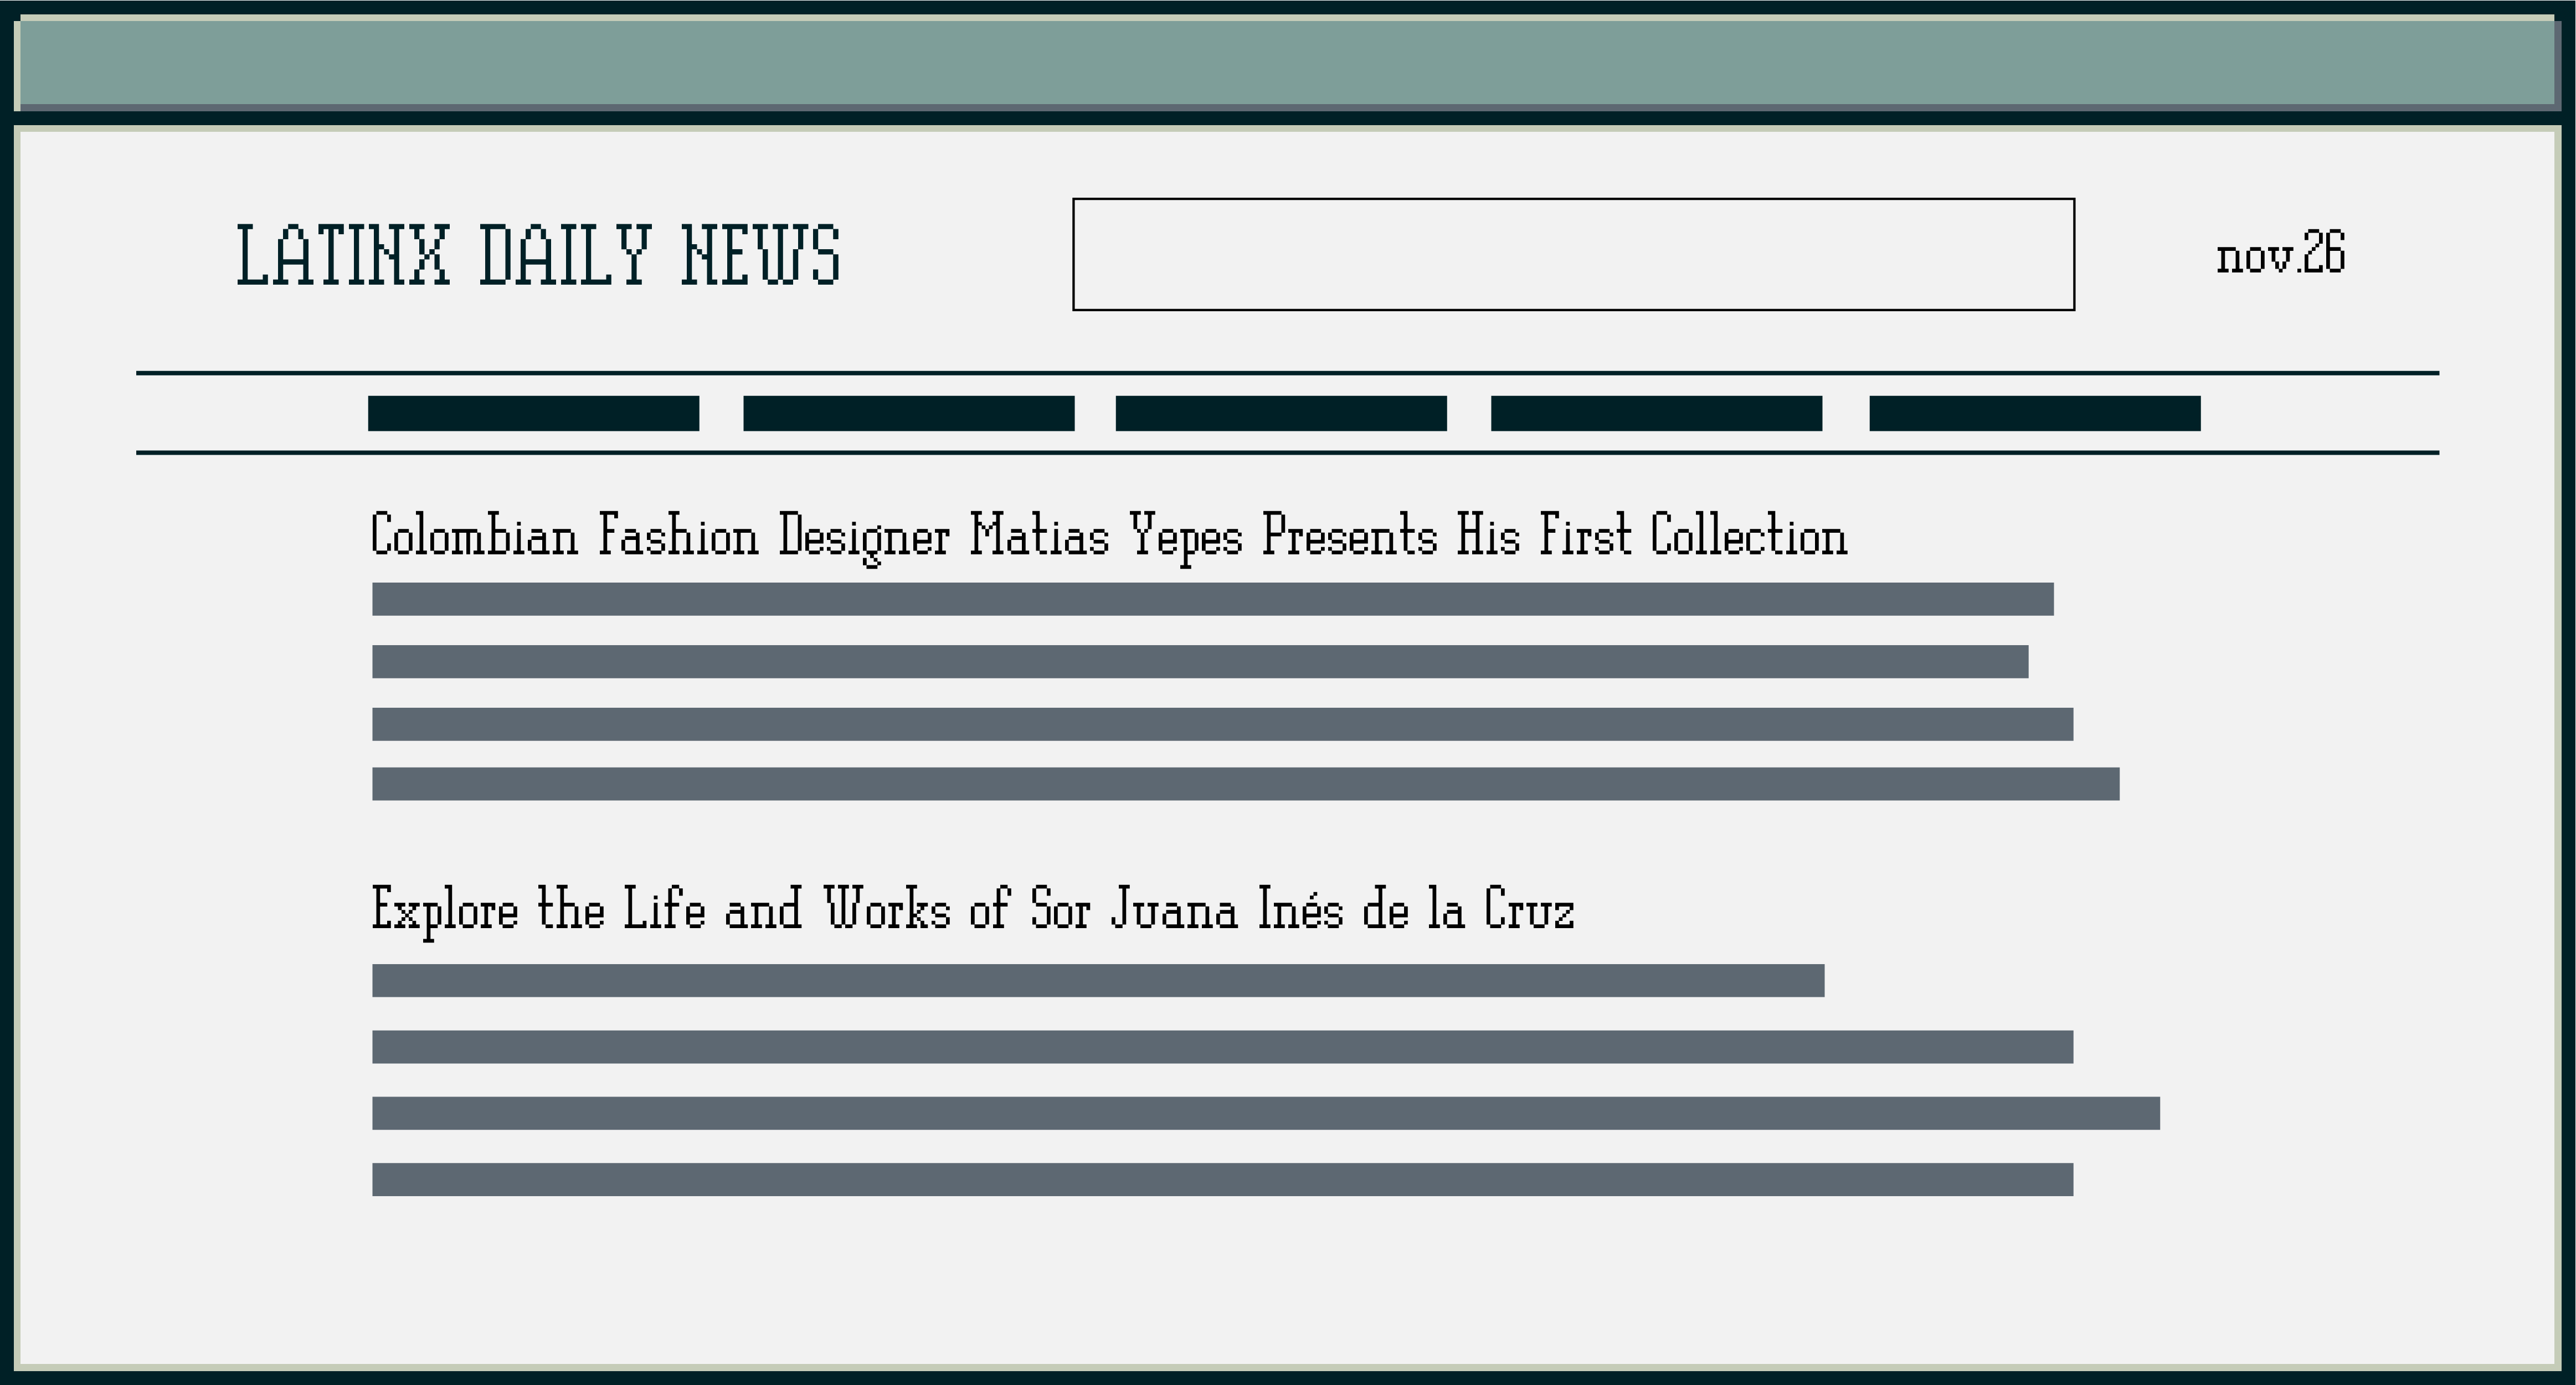 LATINX DAILY NEWS
nov.26
Colombian Fashion Designer Matias Yepes Presents His First Collection
Explore the Life and Works of Sor Juana Inés de la Cruz